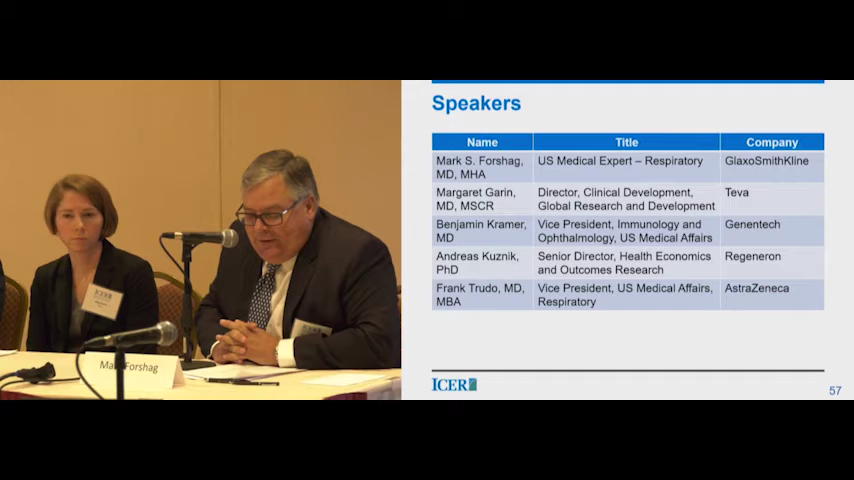 Speakers
Name Title Company
Mark S. Forshag, US Medical Expert – Respiratory GlaxoSmithKline
MD, MHA
Margaret Garin, Director, Clinical Development, Teva
MD, MSCR Global Research and Development
Benjamin Kramer, Vice President, Immunology and Genentech
MD Ophthalmology, US Medical Affairs
Andreas Kuznik, Senior Director, Health Economics Regeneron
PhD and Outcomes Research
Frank Trudo, MD, Vice President, US Medical Affairs, AstraZeneca
MBA Respiratory
ICER
57
ICER
Forshag